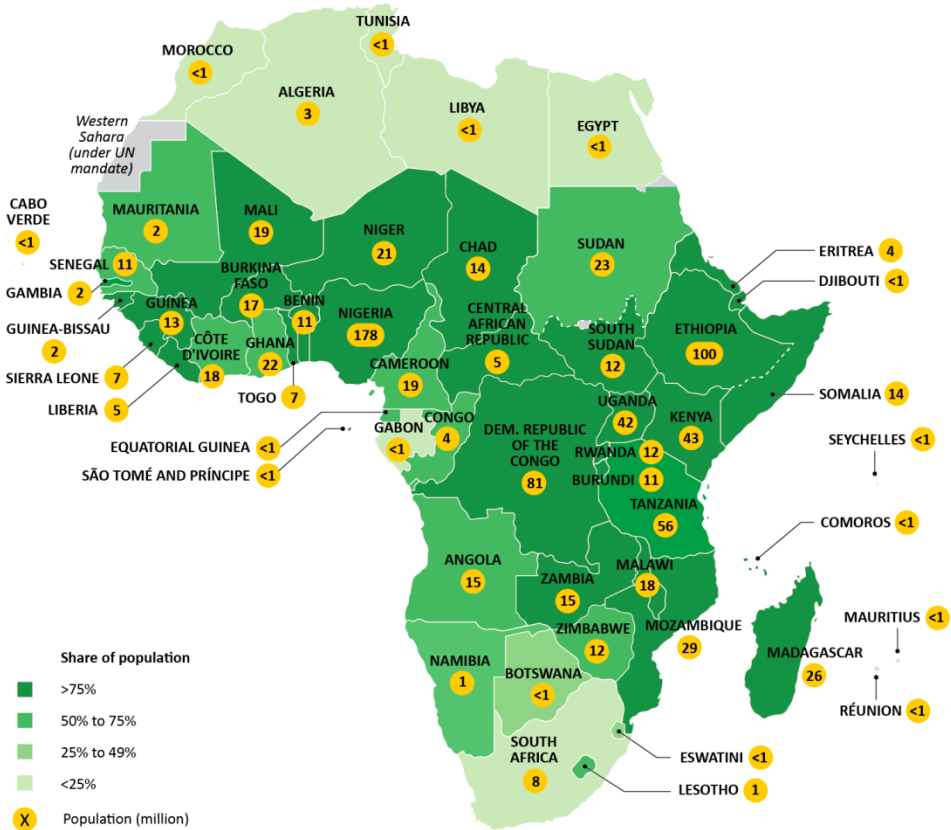 TUNISIA
<1
MOROCCO
<1
ALGERIA
3
LIBYA
<1
EGYPT
<1
Western
Sahara
(under UN
mandate)
CABO
VERDE
<1
MAURITANIA
2
MALI
19
NIGER
21
CHAD
14
SUDAN
23
ERITREA 4
DJIBOUTI <1
SENEGAL 11
GAMBIA 2
GUINEA-BISSAU
2
GUINEA
13
BURKINA
FASO
17
BENIN
11
NIGERIA
178
CENTRAL
AFRICAN
REPUBLIC
5
SOUTH
SUDAN
12
ETHIOPIA
100
SIERRA LEONE 7
LIBERIA 5
CÔTE
D'IVOIRE
18
GHANA
22
TOGO 7
CAMEROON
19
SOMALIA 14
EQUATORIAL GUINEA <1
SÃO TOMÉ AND PRÍNCIPE <1
GABON
<1
CONGO
4
DEM. REPUBLIC
OF THE
CONGO
81
UGANDA
42
KENYA
43
RWANDA 12
BURUNDI 11
TANZANIA
56
SEYCHELLES <1
COMOROS <1
ANGOLA
15
ZAMBIA
15
MALAWI
18
MOZAMBIQUE
29
ZIMBABWE
12
MADAGASCAR
26
MAURITIUS <1
RÉUNION <1
NAMIBIA
1
BOTSWANA
<1
SOUTH
AFRICA
8
ESWATINI <1
LESOTHO 1
Share of population
>75%
50% to 75%
25% to 49%
<25%
X Population (million)